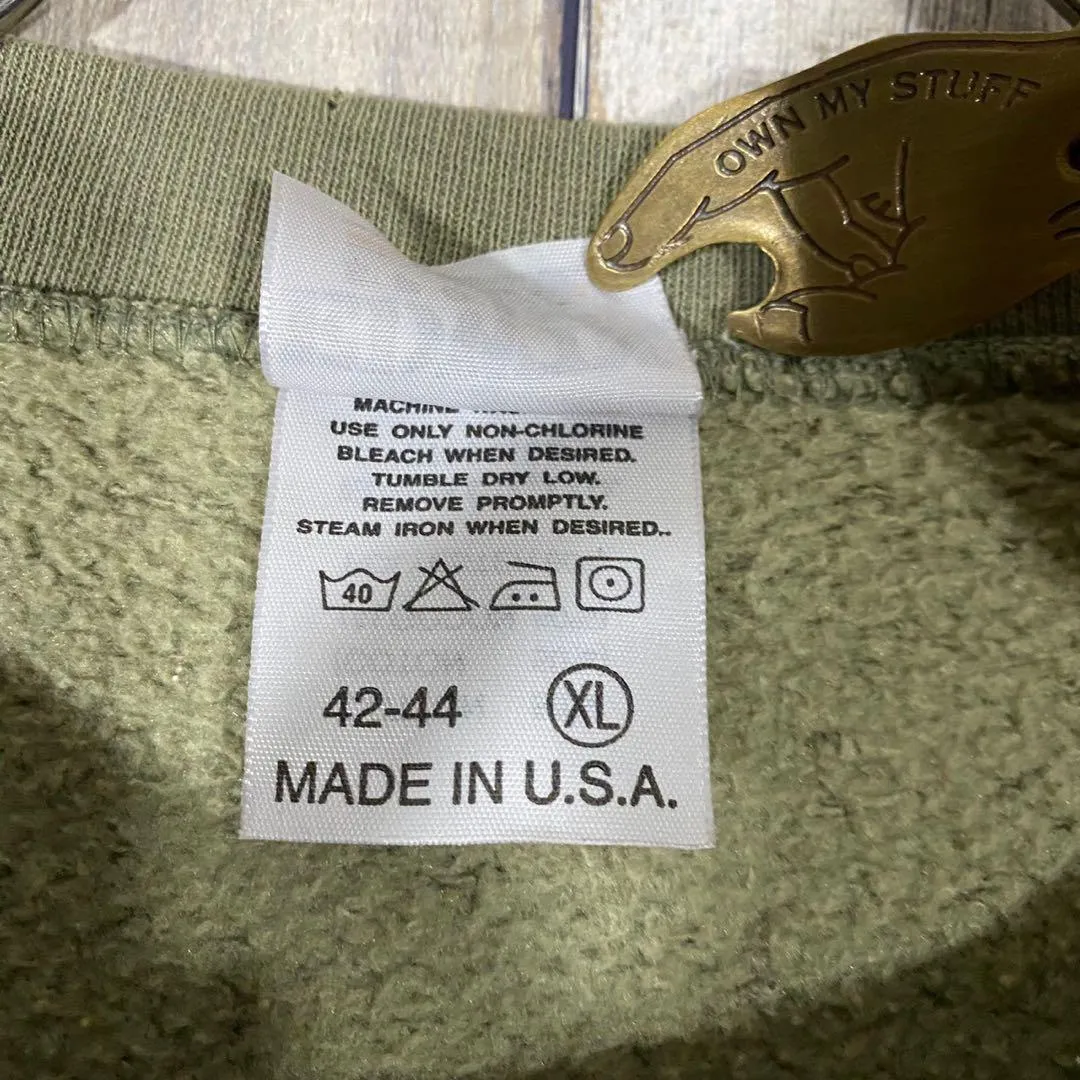 OWN MY STUFF
MACHINE
USE ONLY NON-CHLORINE
BLEACH WHEN DESIRED.
TUMBLE DRY LOW.
REMOVE PROMPTLY.
STEAM IRON WHEN DESIRED..
40
42-44 XL
MADE IN U.S.A.